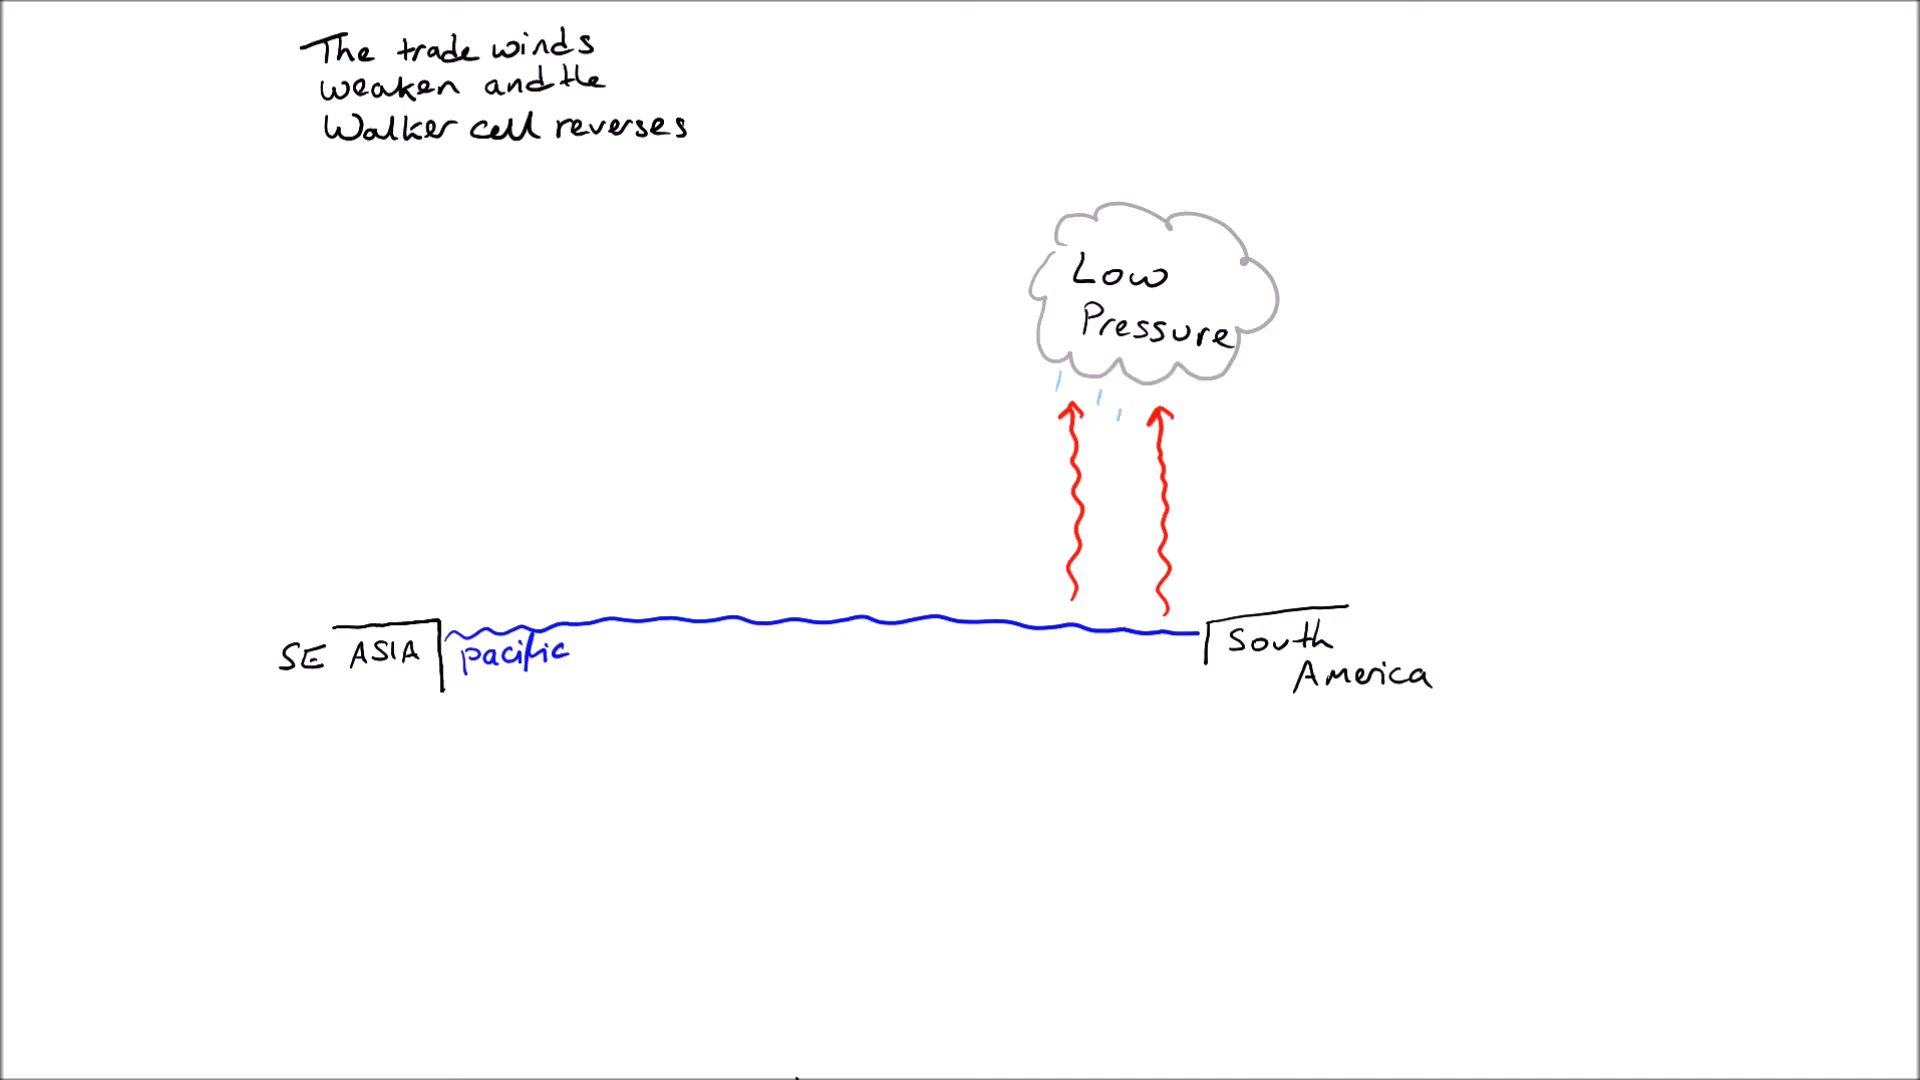 The trade winds
weaken and the
Walker cell reverses
Low
Pressure
SE ASIA
pacific
South
America